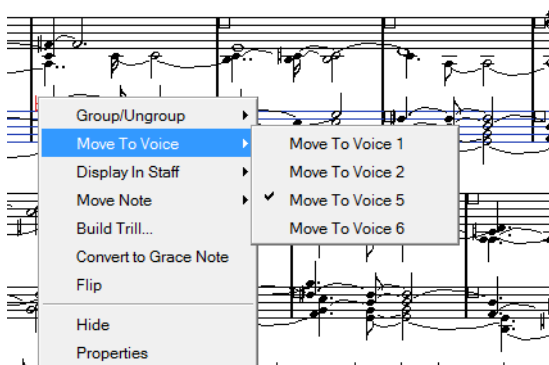 Group/Ungroup
Move To Voice
Display In Staff
Move Note
Build Trill...
Convert to Grace Note
Flip
Hide
Properties
Move To Voice 1
Move To Voice 2
Move To Voice 5
Move To Voice 6